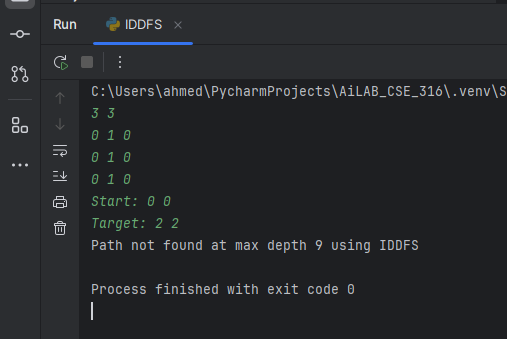 Run
IDDFS
C:\Users\ahmed\PycharmProjects\AiLAB_CSE_316\.venv\S
3 3
0 1 0
0 1 0
0 1 0
Start: 0 0
Target: 2 2
Path not found at max depth 9 using IDDFS
Process finished with exit code 0